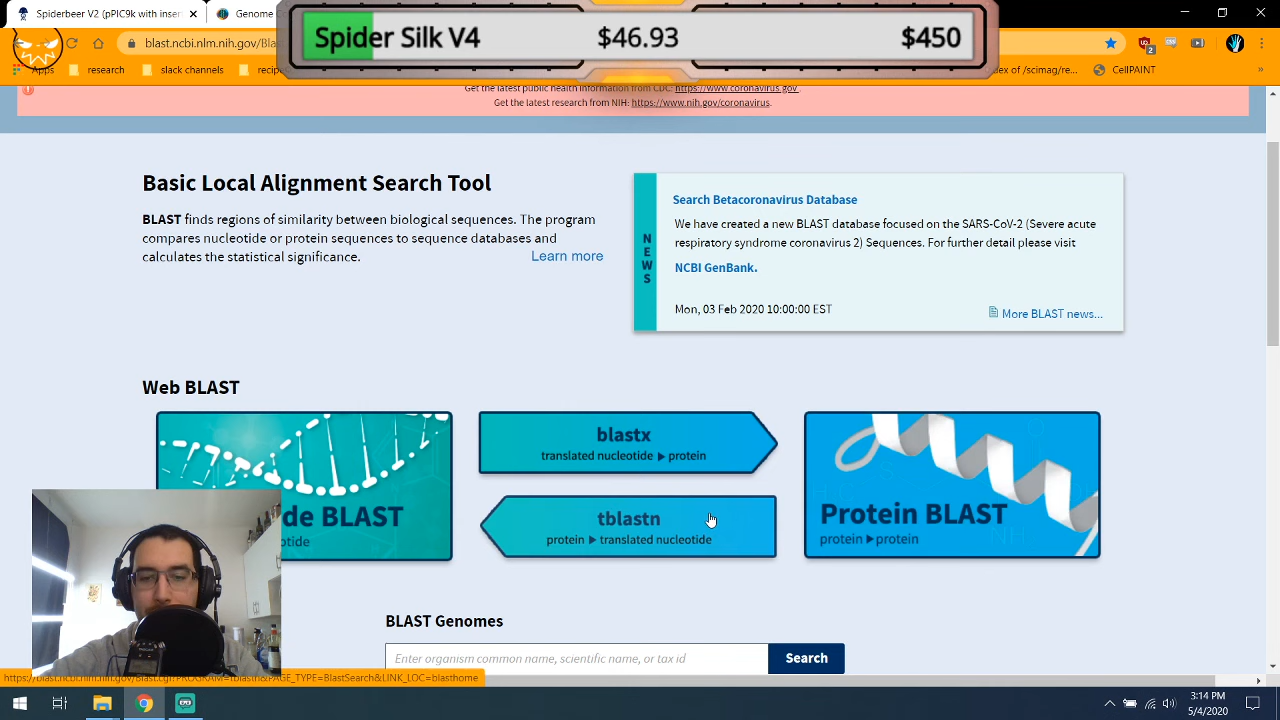 Spiderbeer V2 (pPIC9k with inser
Genom
Spider Silk V4
$46.93
$450
blast.ncbi.nlm.nih.gov/Bla
Apps
research
slack channels
recip
ndex of /scimag/re...
CellPAINT
»
Get the latest public health information from CDC: https://www.coronavirus.gov .
Get the latest research from NIH: https://www.nih.gov/coronavirus.
Basic Local Alignment Search Tool
BLAST finds regions of similarity between biological sequences. The program
compares nucleotide or protein sequences to sequence databases and
calculates the statistical significance.
Learn more
NEWS
Search Betacoronavirus Database
We have created a new BLAST database focused on the SARS-CoV-2 (Severe acute
respiratory syndrome coronavirus 2) Sequences. For further detail please visit
NCBI GenBank.
Mon, 03 Feb 2020 10:00:00 EST
More BLAST news...
Web BLAST
de BLAST
otide
blastx
translated nucleotide ▶ protein
tblastn
protein ▶ translated nucleotide
Protein BLAST
protein ▶ protein
BLAST Genomes
Enter organism common name, scientific name, or tax id
Search
3:14 PM
5/4/2020